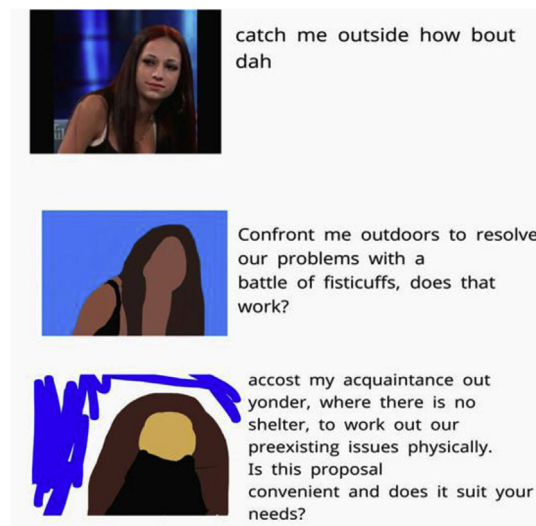 catch me outside how bout
dah
Confront me outdoors to resolve
our problems with a
battle of fisticuffs, does that
work?
accost my acquaintance out
yonder, where there is no
shelter, to work out our
preexisting issues physically.
Is this proposal
convenient and does it suit your
needs?